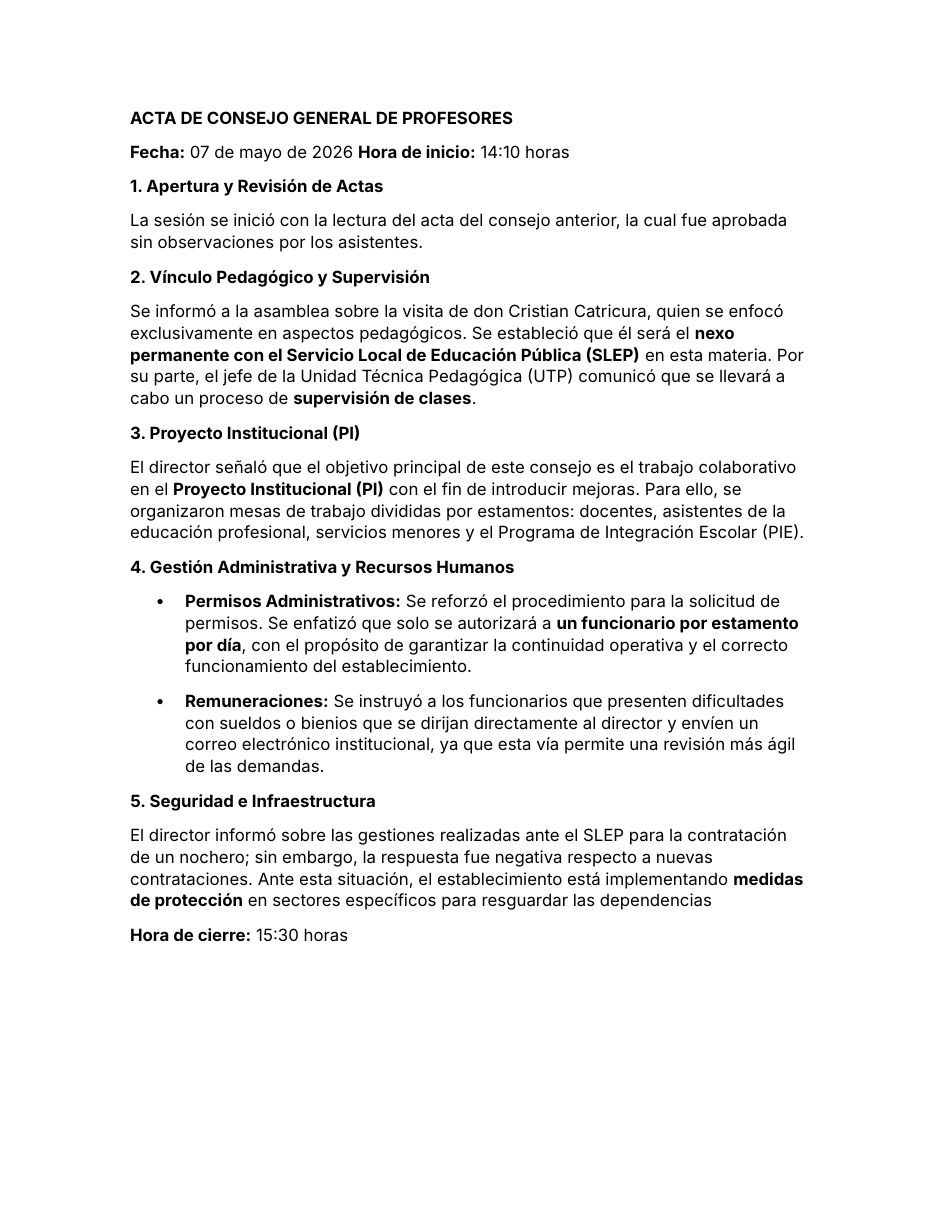 ACTA DE CONSEJO GENERAL DE PROFESORES
Fecha: 07 de mayo de 2026 Hora de inicio: 14:10 horas
1. Apertura y Revisión de Actas
La sesión se inició con la lectura del acta del consejo anterior, la cual fue aprobada
sin observaciones por los asistentes.
2. Vínculo Pedagógico y Supervisión
Se informó a la asamblea sobre la visita de don Cristian Catricura, quien se enfocó
exclusivamente en aspectos pedagógicos. Se estableció que él será el nexo
permanente con el Servicio Local de Educación Pública (SLEP) en esta materia. Por
su parte, el jefe de la Unidad Técnica Pedagógica (UTP) comunicó que se llevará a
cabo un proceso de supervisión de clases.
3. Proyecto Institucional (PI)
El director señaló que el objetivo principal de este consejo es el trabajo colaborativo
en el Proyecto Institucional (PI) con el fin de introducir mejoras. Para ello, se
organizaron mesas de trabajo divididas por estamentos: docentes, asistentes de la
educación profesional, servicios menores y el Programa de Integración Escolar (PIE).
4. Gestión Administrativa y Recursos Humanos
• Permisos Administrativos: Se reforzó el procedimiento para la solicitud de
permisos. Se enfatizó que solo se autorizará a un funcionario por estamento
por día, con el propósito de garantizar la continuidad operativa y el correcto
funcionamiento del establecimiento.
• Remuneraciones: Se instruyó a los funcionarios que presenten dificultades
con sueldos o bienios que se dirijan directamente al director y envíen un
correo electrónico institucional, ya que esta vía permite una revisión más ágil
de las demandas.
5. Seguridad e Infraestructura
El director informó sobre las gestiones realizadas ante el SLEP para la contratación
de un nochero; sin embargo, la respuesta fue negativa respecto a nuevas
contrataciones. Ante esta situación, el establecimiento está implementando medidas
de protección en sectores específicos para resguardar las dependencias
Hora de cierre: 15:30 horas